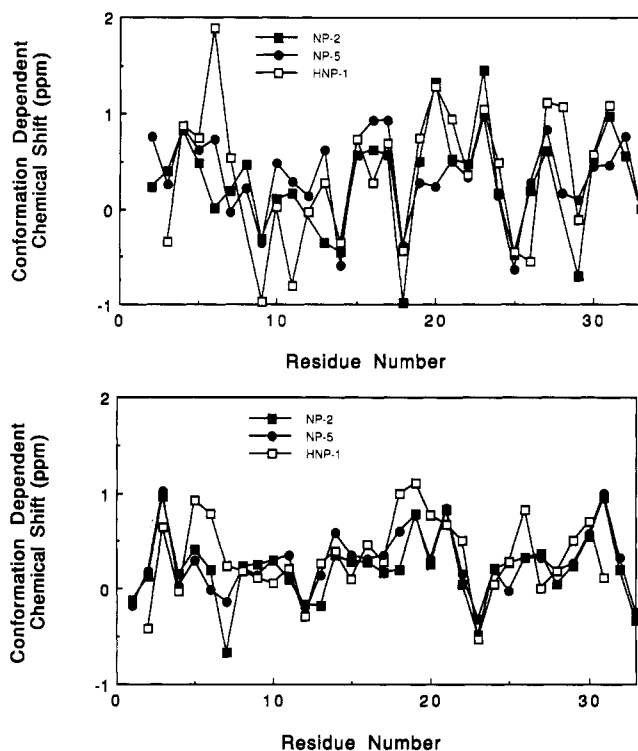 Conformation Dependent
Chemical Shift (ppm)
2
1
0
-1
NP-2
NP-5
HNP-1
0
10
20
30
Residue Number
Conformation Dependent
Chemical Shift (ppm)
2
1
0
-1
NP-2
NP-5
HNP-1
0
10
20
30
Residue Number